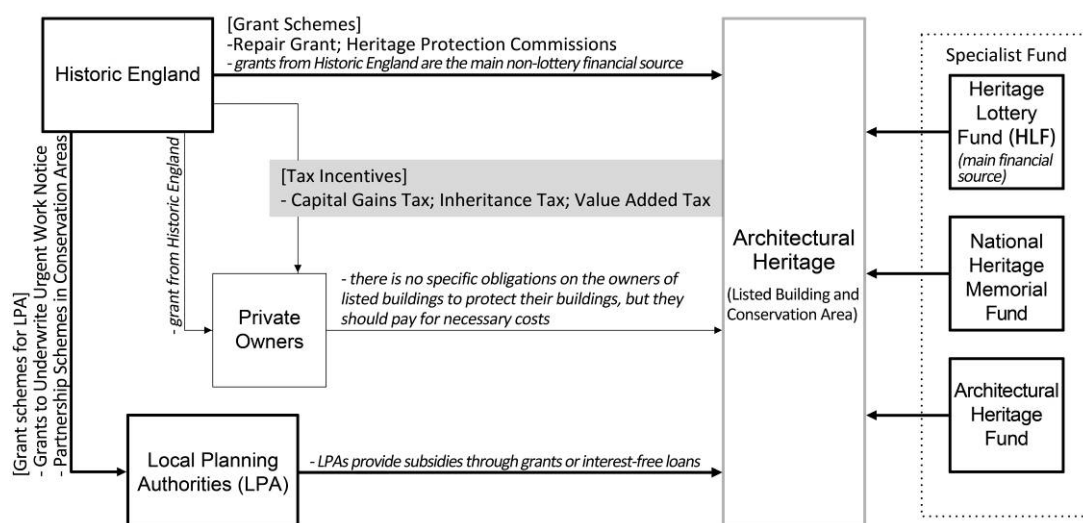 [Grant Schemes]
-Repair Grant; Heritage Protection Commissions
- grants from Historic England are the main non-lottery financial source
Historic England
Specialist Fund
Heritage
Lottery
Fund (HLF)
(main financial
source)
[Grant schemes for LPA]
- Grants to Underwrite Urgent Work Notice
- Partnership Schemes in Conservation Areas
- grant from Historic England
[Tax Incentives]
- Capital Gains Tax; Inheritance Tax; Value Added Tax
Architectural
Heritage
(Listed Building and
Conservation Area)
National
Heritage
Memorial
Fund
Private
Owners
- there is no specific obligations on the owners of
listed buildings to protect their buildings, but they
should pay for necessary costs
Architectural
Heritage
Fund
Local Planning
Authorities (LPA)
- LPAs provide subsidies through grants or interest-free loans